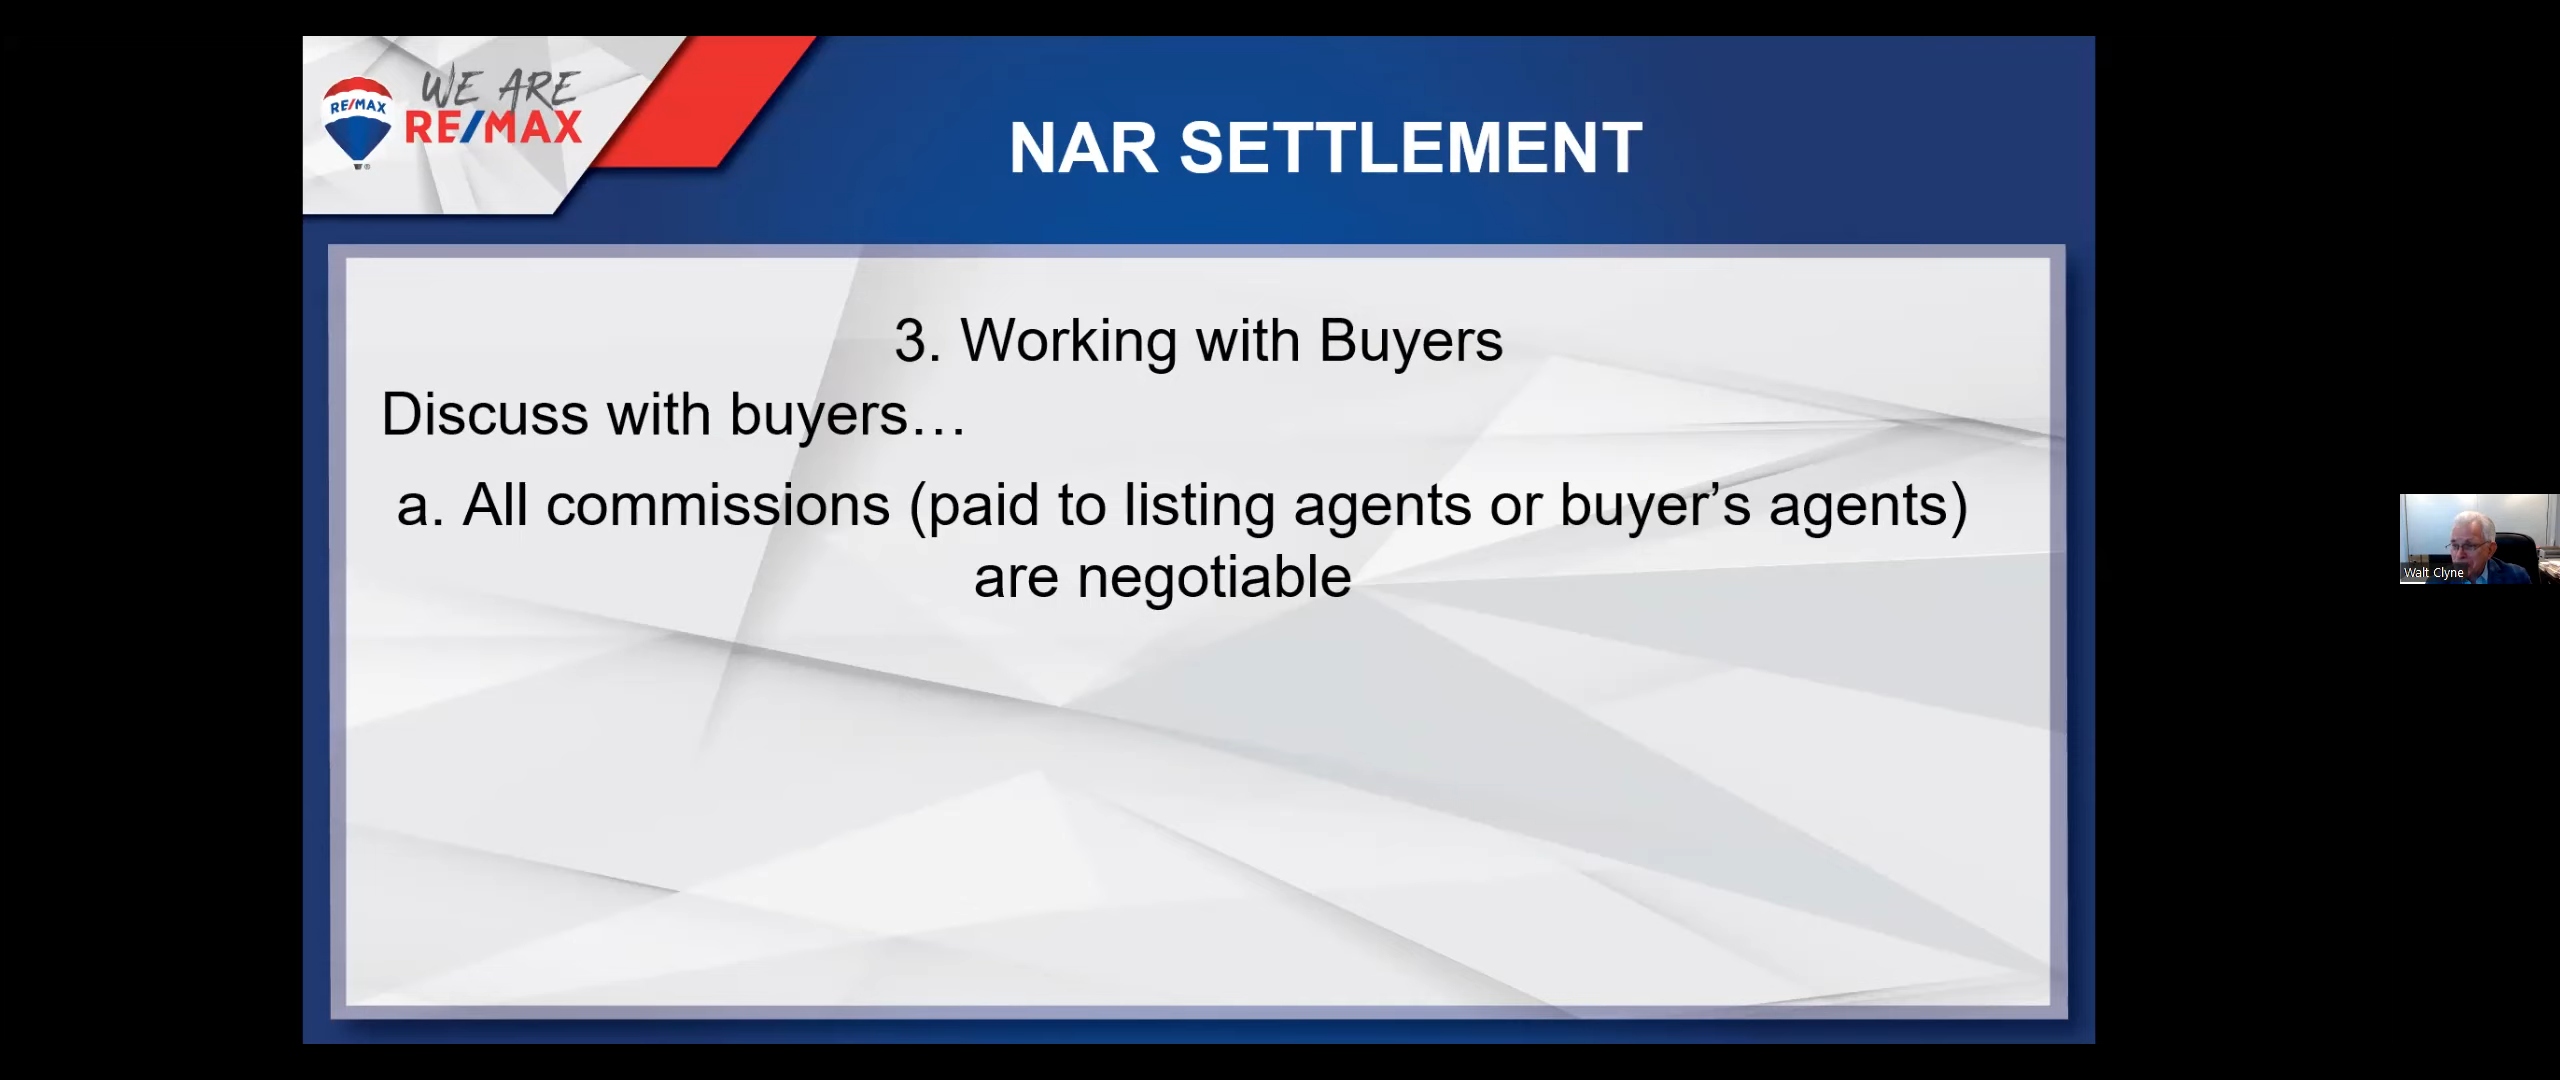 WE ARE
RE/MAX
RE/MAX
NAR SETTLEMENT
3. Working with Buyers
Discuss with buyers…
a. All commissions (paid to listing agents or buyer’s agents)
are negotiable
Walt Clyne